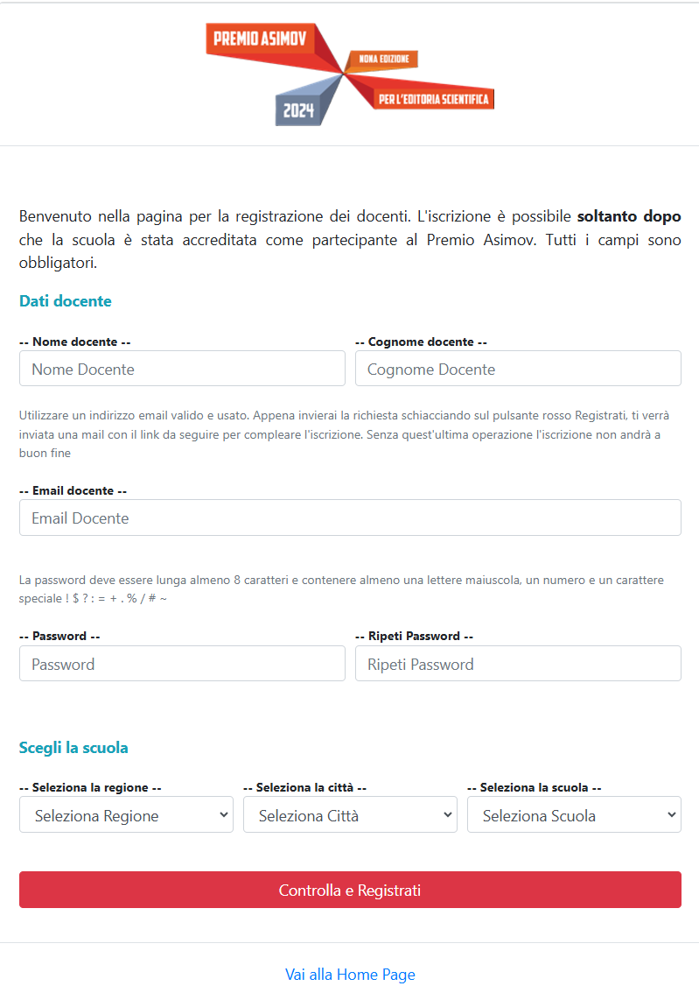 PREMIO ASIMOV
NONA EDIZIONE
PER L'EDITORIA SCIENTIFICA
2024
Benvenuto nella pagina per la registrazione dei docenti. L'iscrizione è possibile soltanto dopo
che la scuola è stata accreditata come partecipante al Premio Asimov. Tutti i campi sono
obbligatori.
Dati docente
-- Nome docente --
-- Cognome docente --
Nome Docente
Cognome Docente
Utilizzare un indirizzo email valido e usato. Appena invierai la richiesta schiacciando sul pulsante rosso Registrati, ti verrà
inviata una mail con il link da seguire per compleare l'iscrizione. Senza quest'ultima operazione l'iscrizione non andrà a
buon fine
-- Email docente --
Email Docente
La password deve essere lunga almeno 8 caratteri e contenere almeno una lettere maiuscola, un numero e un carattere
speciale ! $ ? : = + . % / # ~
-- Password --
-- Ripeti Password --
Password
Ripeti Password
Scegli la scuola
-- Seleziona la regione --
-- Seleziona la città --
-- Seleziona la scuola --
Seleziona Regione
Seleziona Città
Seleziona Scuola
Controlla e Registrati
Vai alla Home Page